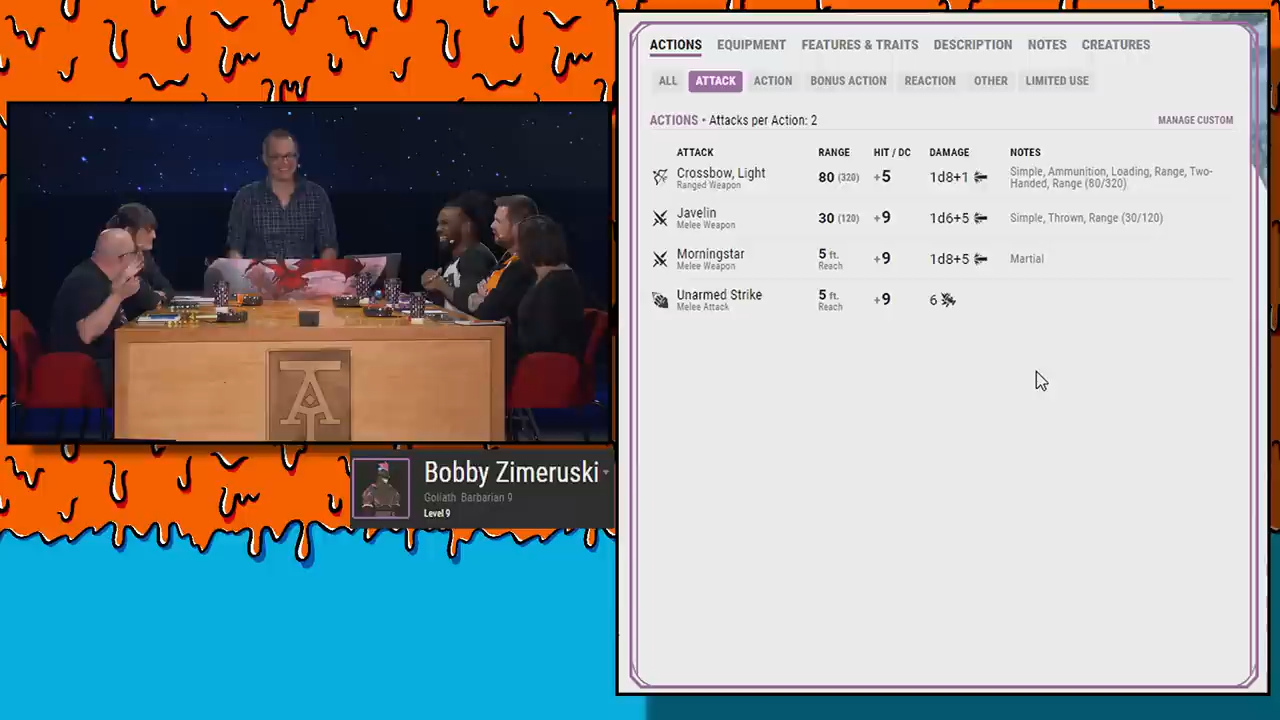 ACTIONS EQUIPMENT FEATURES & TRAITS DESCRIPTION NOTES CREATURES
ALL ATTACK ACTION BONUS ACTION REACTION OTHER LIMITED USE
ACTIONS • Attacks per Action: 2 MANAGE CUSTOM
ATTACK RANGE HIT / DC DAMAGE NOTES
Crossbow, Light 80 (320) +5 1d8+1 Simple, Ammunition, Loading, Range, Two-
Ranged Weapon Handed, Range (80/320)
Javelin 30 (120) +9 1d6+5 Simple, Thrown, Range (30/120)
Melee Weapon
Morningstar 5 ft. +9 1d8+5 Martial
Melee Weapon Reach
Unarmed Strike 5 ft. +9 6
Melee Attack Reach
Bobby Zimeruski
Goliath Barbarian 9
Level 9